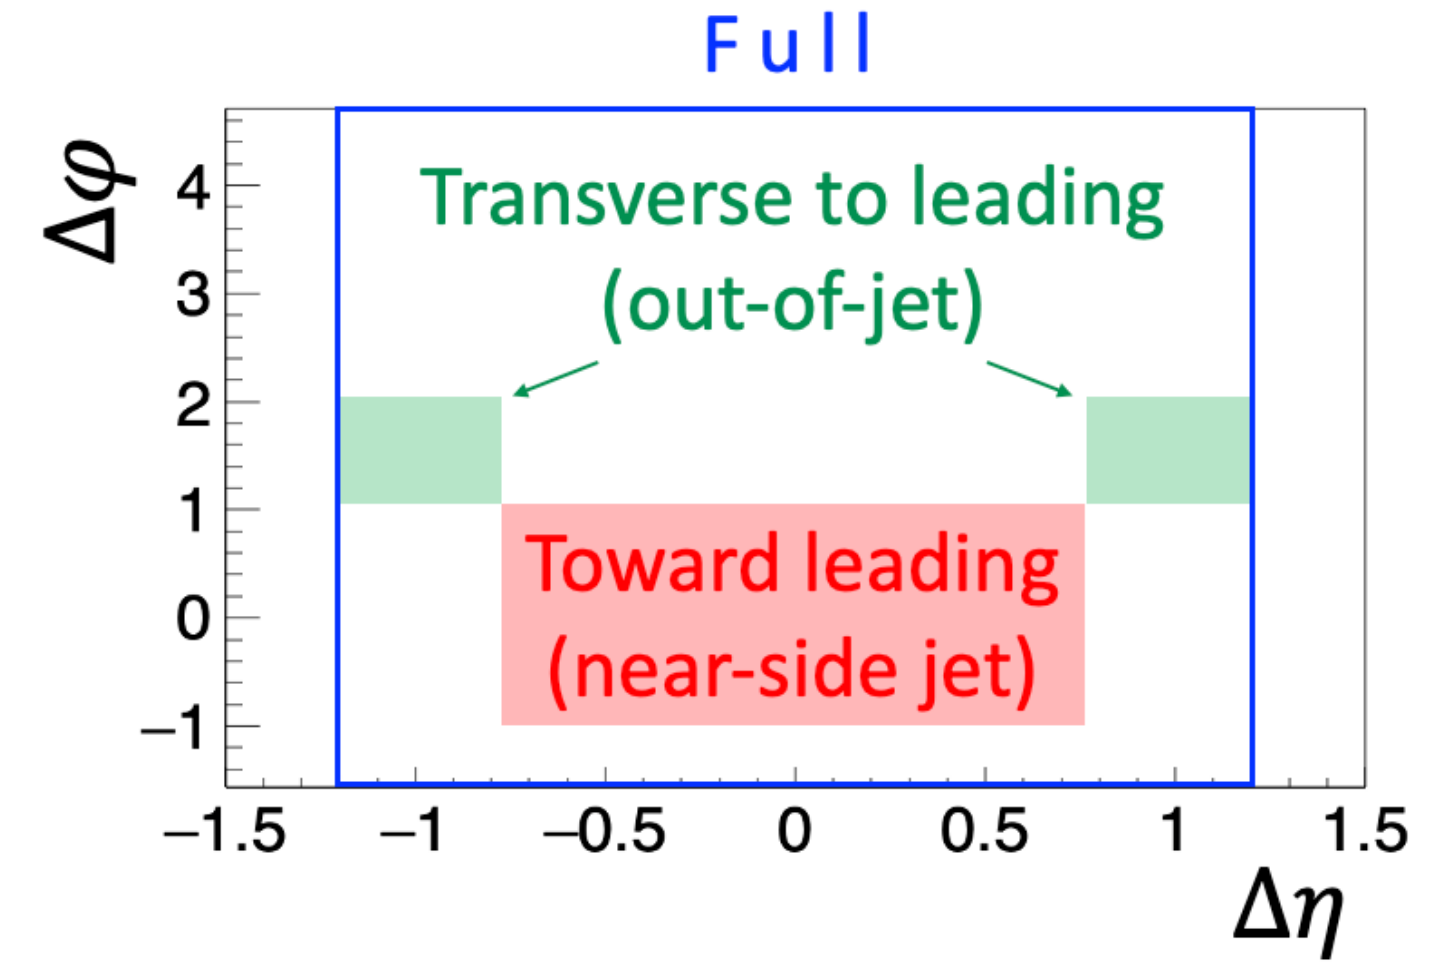 Full
Δφ
4
3
2
1
0
−1
Transverse to leading
(out-of-jet)
Toward leading
(near-side jet)
−1.5 −1 −0.5 0 0.5 1 1.5
Δη